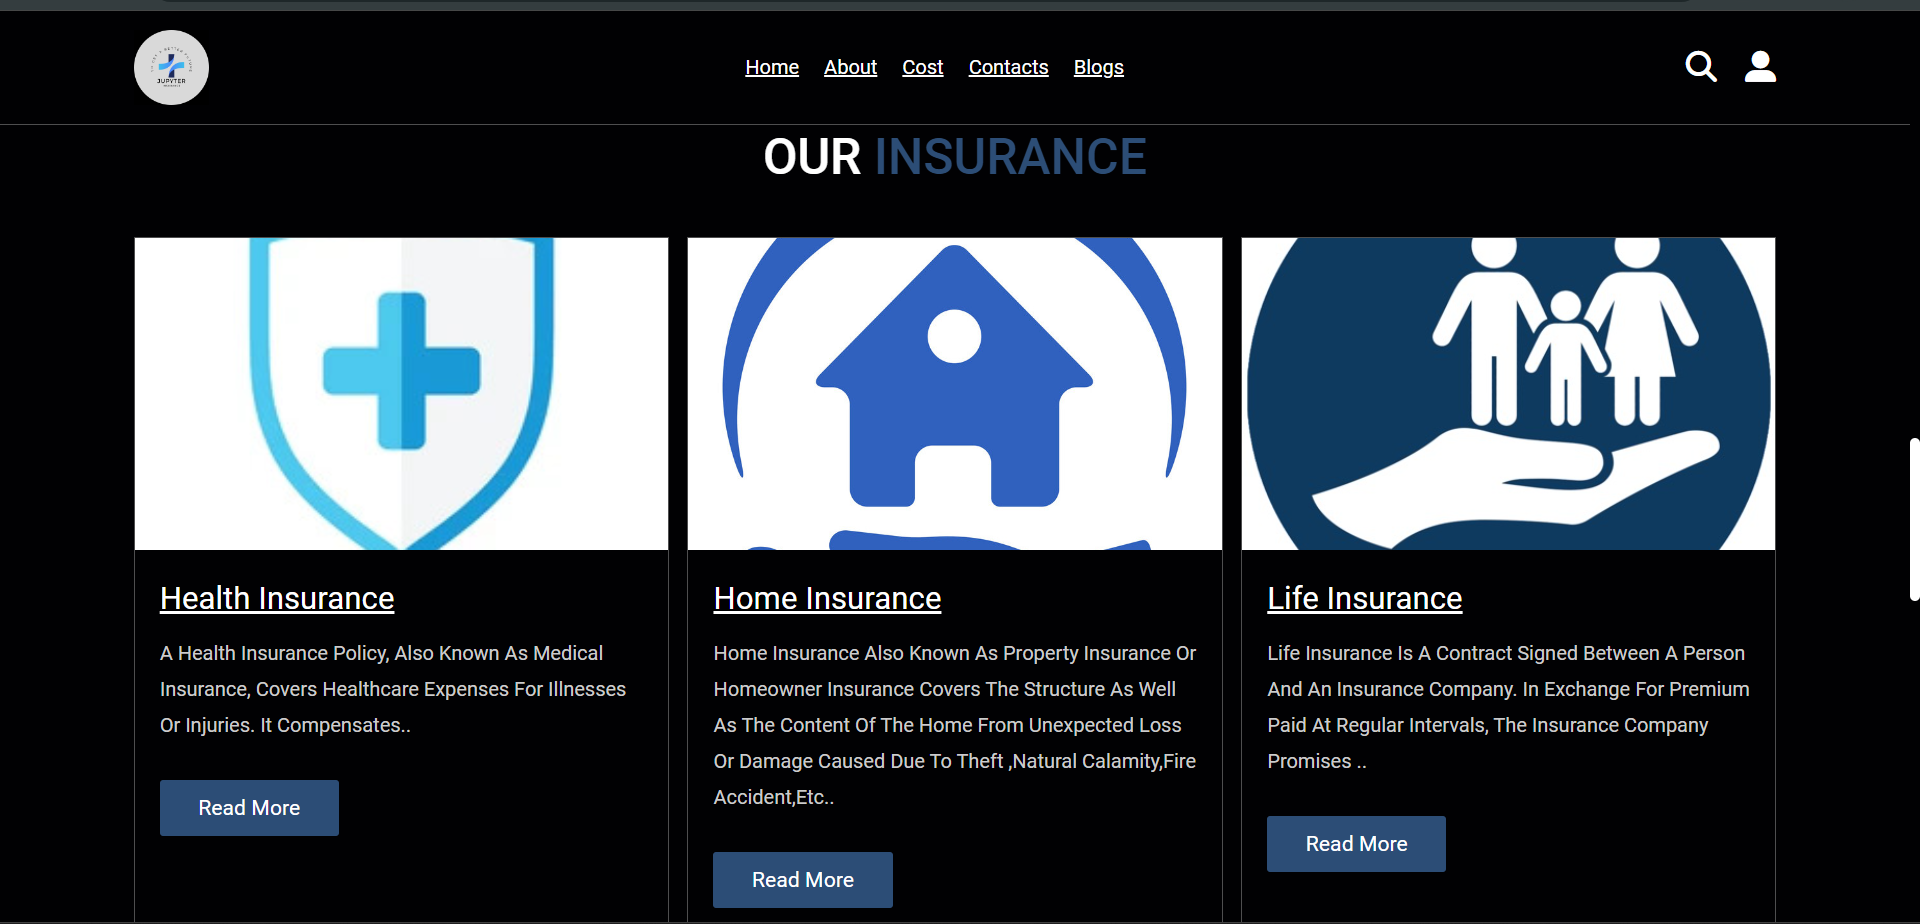 JUPYTER
Home About Cost Contacts Blogs
OUR INSURANCE
Health Insurance
A Health Insurance Policy, Also Known As Medical
Insurance, Covers Healthcare Expenses For Illnesses
Or Injuries. It Compensates..
Read More
Home Insurance
Home Insurance Also Known As Property Insurance Or
Homeowner Insurance Covers The Structure As Well
As The Content Of The Home From Unexpected Loss
Or Damage Caused Due To Theft ,Natural Calamity,Fire
Accident,Etc..
Read More
Life Insurance
Life Insurance Is A Contract Signed Between A Person
And An Insurance Company. In Exchange For Premium
Paid At Regular Intervals, The Insurance Company
Promises ..
Read More